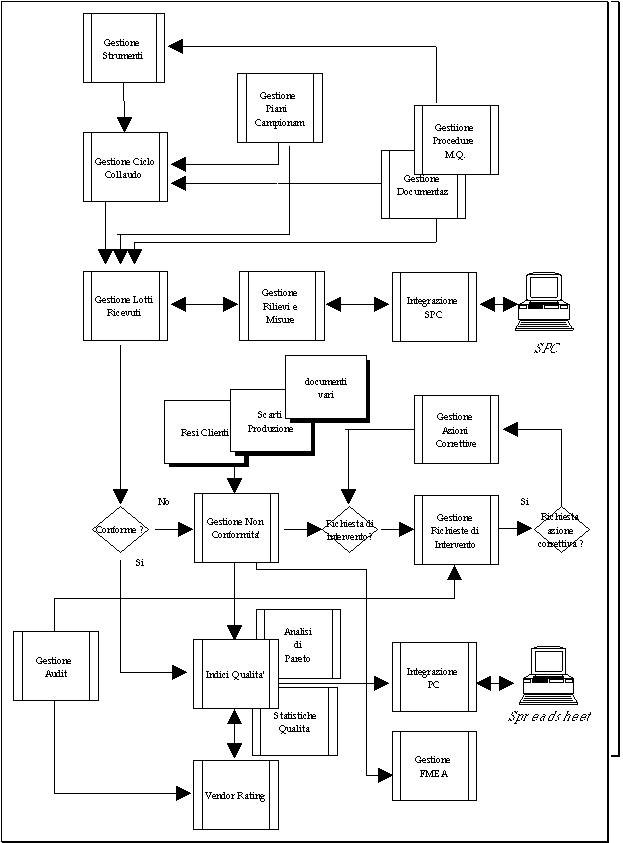 Gestione
Strumenti
Gestione
Piani
Campionam
Gestiione
Procedure
M.Q.
Gestione Ciclo
Collaudo
Gestione
Documentaz
Gestione Lotti
Ricevuti
Gestione
Rilievi e
Misure
Integrazione
SPC
SPC
documenti
vari
Scarti
Produzione
Resi Clienti
Gestione
Azioni
Correttive
Conforme ?
No
Si
Gestione Non
Conformita'
Richiesta di
Intervento?
Gestione
Richieste di
Intervento
Si
Richiesta
azione
correttiva ?
Gestione
Audit
Analisi
di
Pareto
Indici Qualita'
Statistiche
Qualita
Integrazione
PC
Spreadsheet
Gestione
FMEA
Vendor Rating